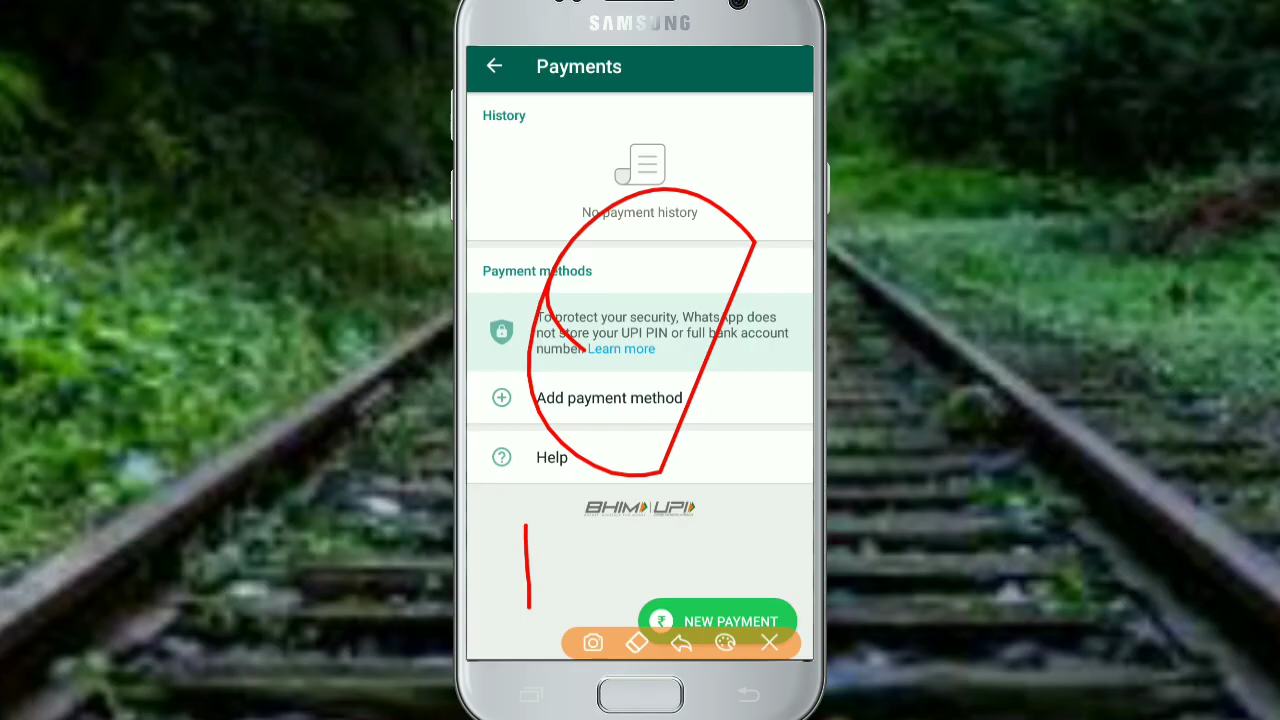 SAMSUNG
Payments
History
No payment history
Payment methods
To protect your security, WhatsApp does
not store your UPI PIN or full bank account
number. Learn more
Add payment method
Help
BHIM UPI
₹ NEW PAYMENT